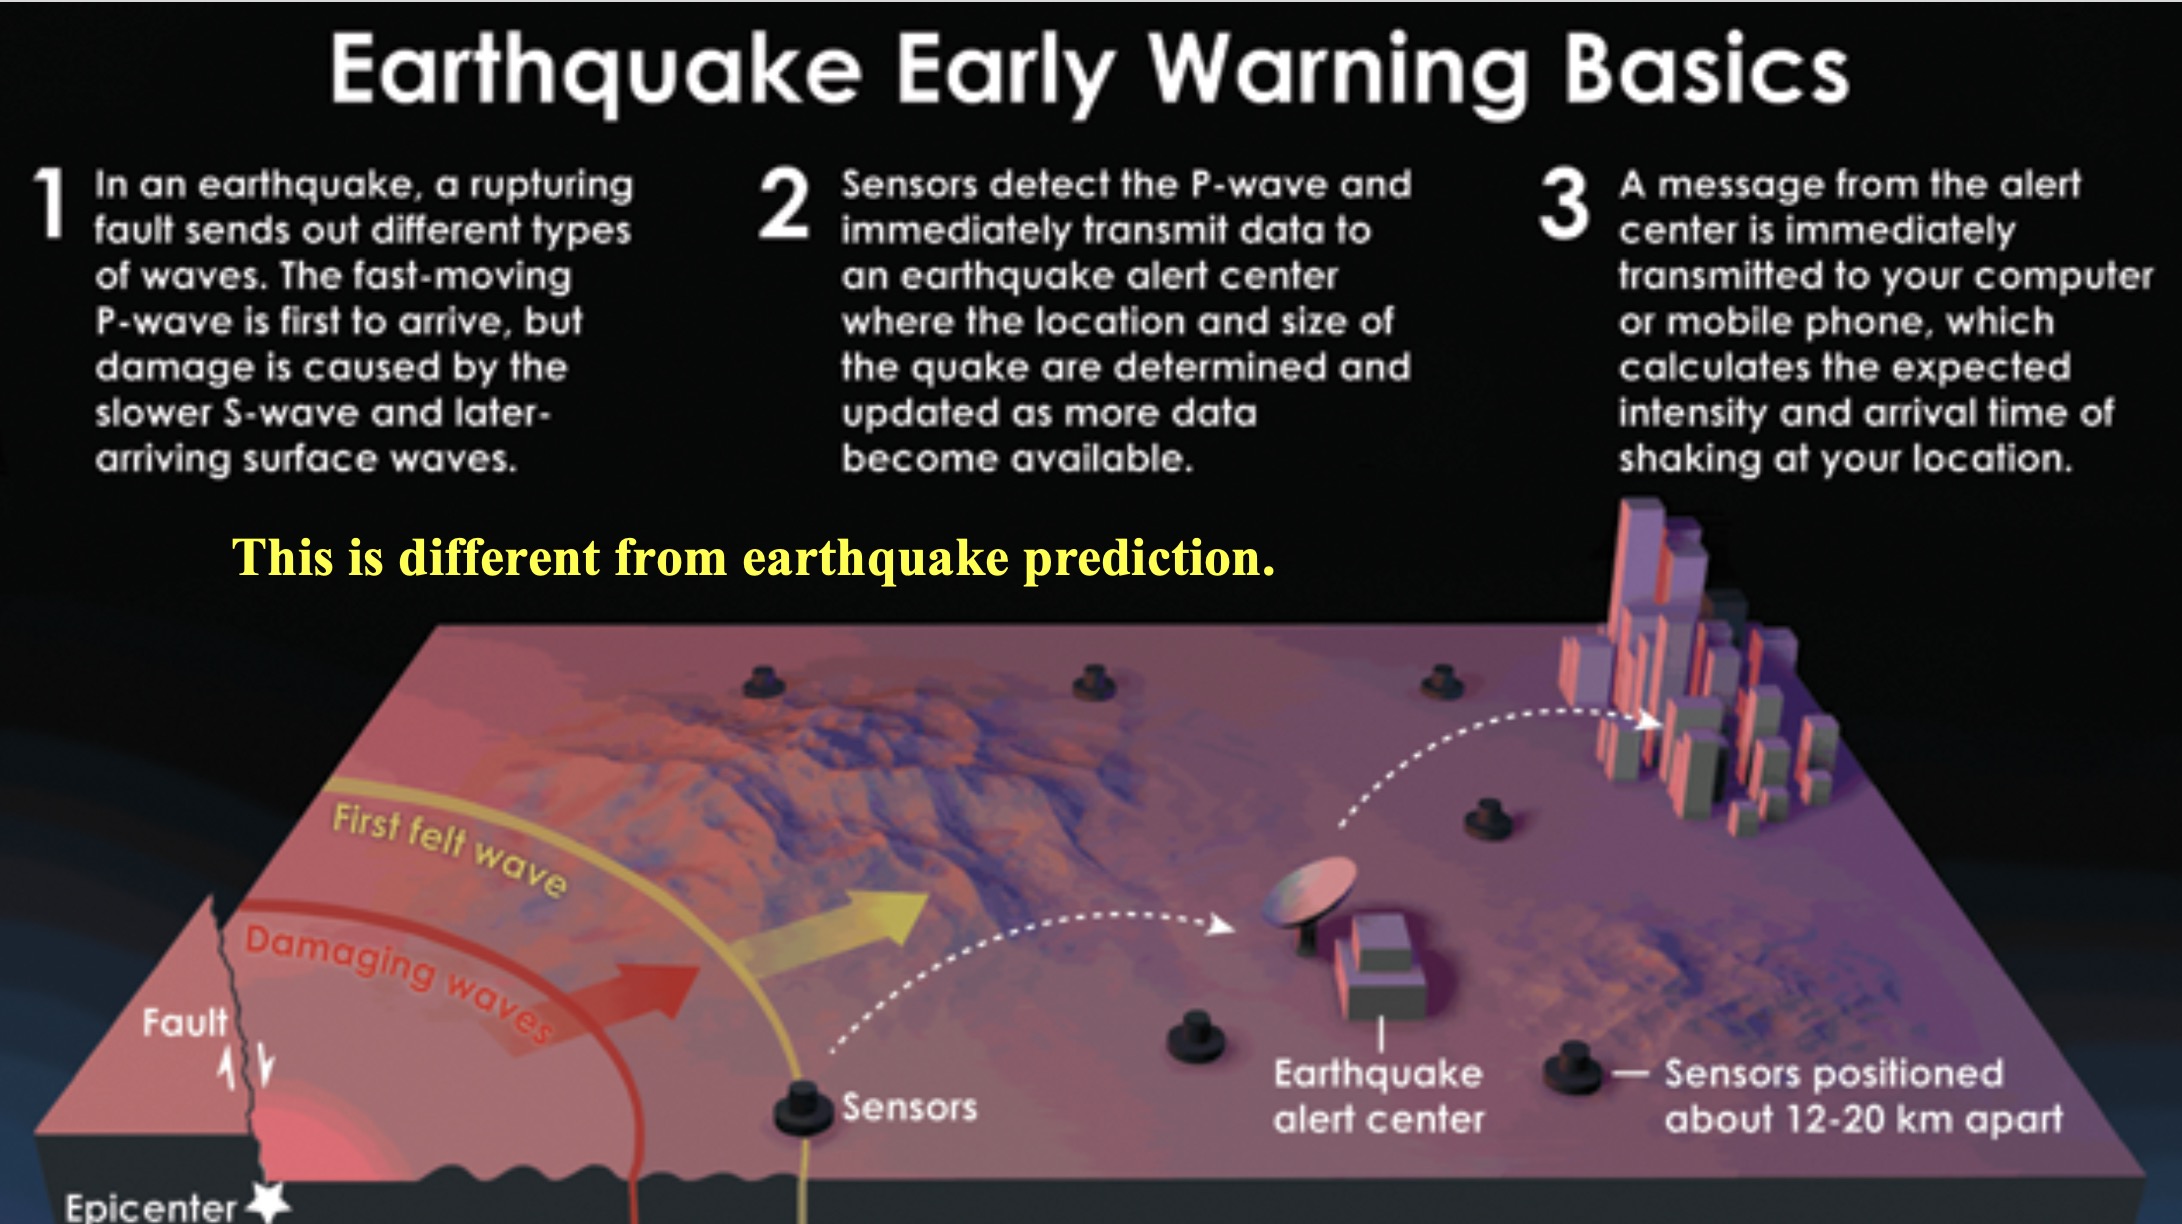 Earthquake Early Warning Basics
1
In an earthquake, a rupturing
fault sends out different types
of waves. The fast-moving
P-wave is first to arrive, but
damage is caused by the
slower S-wave and later-
arriving surface waves.
2
Sensors detect the P-wave and
immediately transmit data to
an earthquake alert center
where the location and size of
the quake are determined and
updated as more data
become available.
3
A message from the alert
center is immediately
transmitted to your computer
or mobile phone, which
calculates the expected
intensity and arrival time of
shaking at your location.
This is different from earthquake prediction.
First felt wave
Damaging waves
Fault
Sensors
Earthquake
alert center
Sensors positioned
about 12-20 km apart
Epicenter